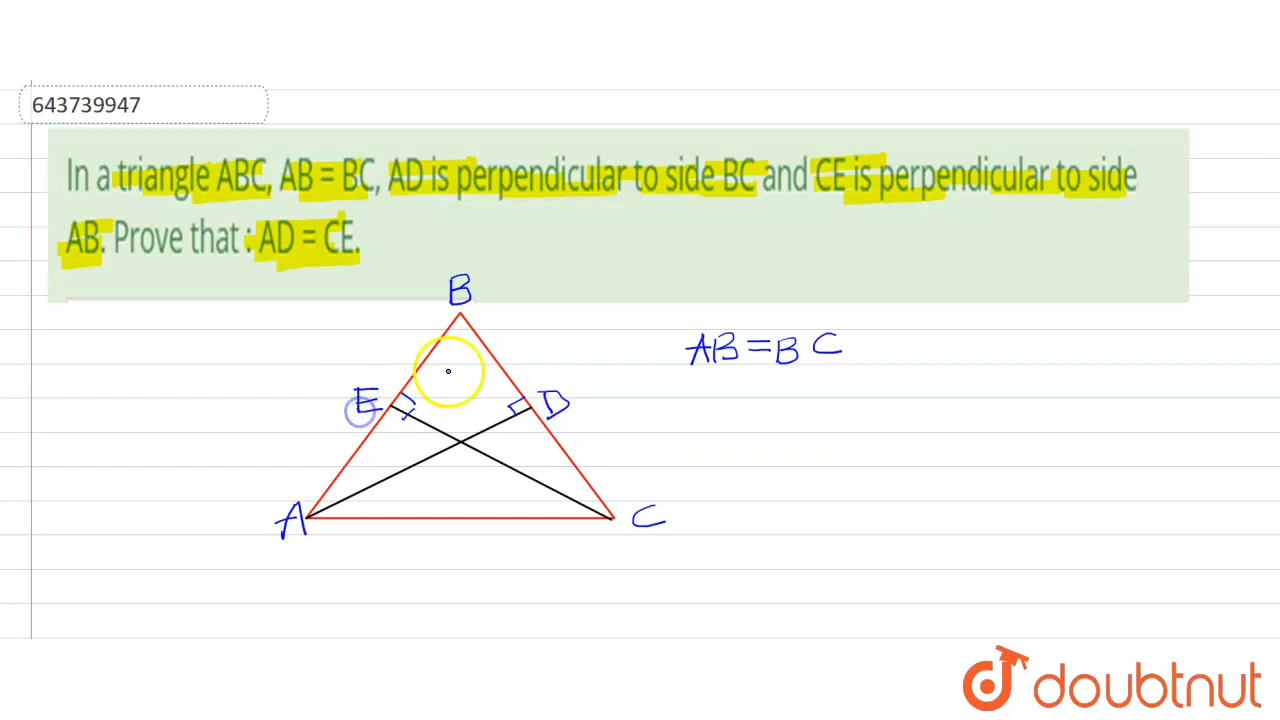 643739947
In a triangle ABC, AB = BC, AD is perpendicular to side BC and CE is perpendicular to side
AB. Prove that : AD = CE.
B
AB = BC
E
D
A
C
doubtnut